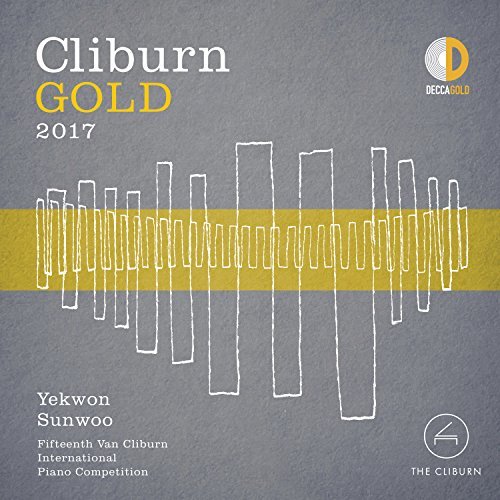 Cliburn
GOLD
2017
DECCAGOLD
Yekwon
Sunwoo
Fifteenth Van Cliburn
International
Piano Competition
THE CLIBURN